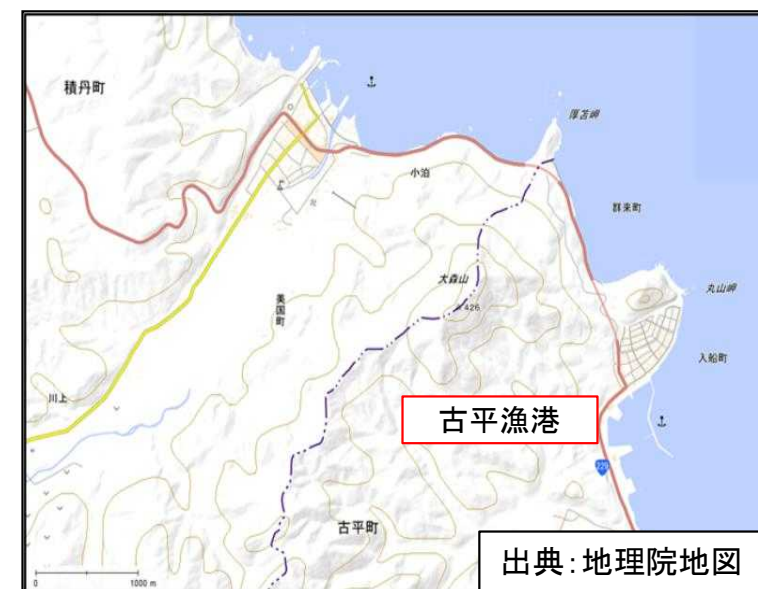 積丹町
厚苫岬
小泊
群来町
大森山
丸山岬
426
美国町
入船町
川上
古平漁港
229
古平町
出典：地理院地図
0 1000 m